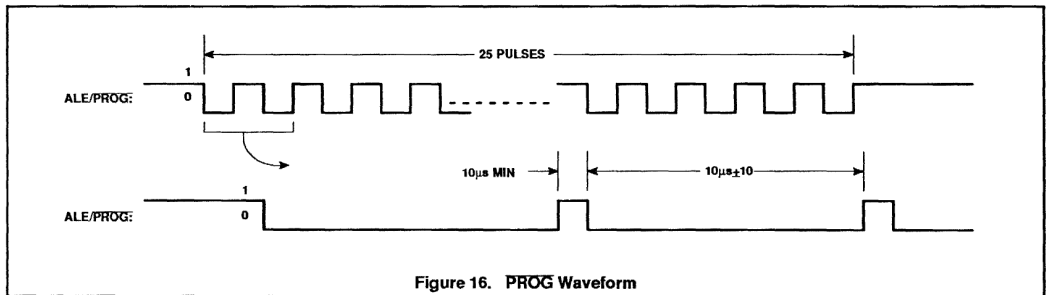 25 PULSES
1
ALE/PROG: 0
10μs MIN
10μs±10
1
ALE/PROG: 0
Figure 16. PROG Waveform